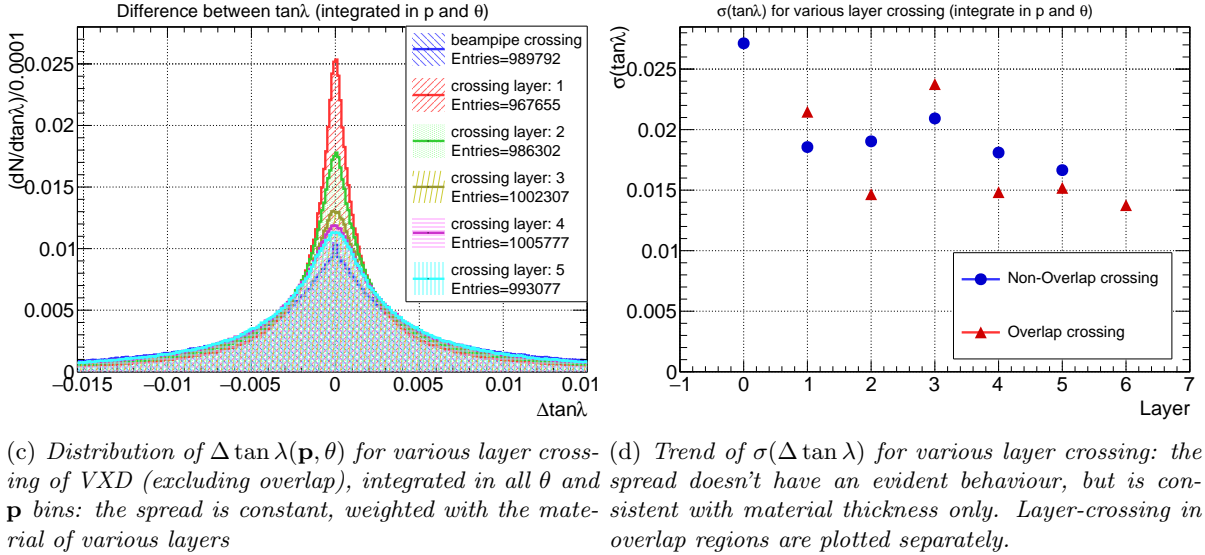 Difference between tanλ (integrated in p and θ)
(dN/dtanλ)/0.0001
0.025
0.02
0.015
0.01
0.005
0
−0.015
−0.01
−0.005
0
0.005
0.01
0.01
Δtanλ
beampipe crossing
Entries=989792
crossing layer: 1
Entries=967655
crossing layer: 2
Entries=986302
crossing layer: 3
Entries=1002307
crossing layer: 4
Entries=1005777
crossing layer: 5
Entries=993077
σ(tanλ) for various layer crossing (integrate in p and θ)
σ(tanλ)
0.025
0.02
0.015
0.01
0.005
0
−1
0
1
2
3
4
5
6
7
Layer
Non-Overlap crossing
Overlap crossing
(c) Distribution of Δ tan λ(p, θ) for various layer cross-
ing of VXD (excluding overlap), integrated in all θ and
p bins: the spread is constant, weighted with the mate-
rial of various layers
(d) Trend of σ(Δ tan λ) for various layer crossing: the
spread doesn't have an evident behaviour, but is con-
sistent with material thickness only. Layer-crossing in
overlap regions are plotted separately.